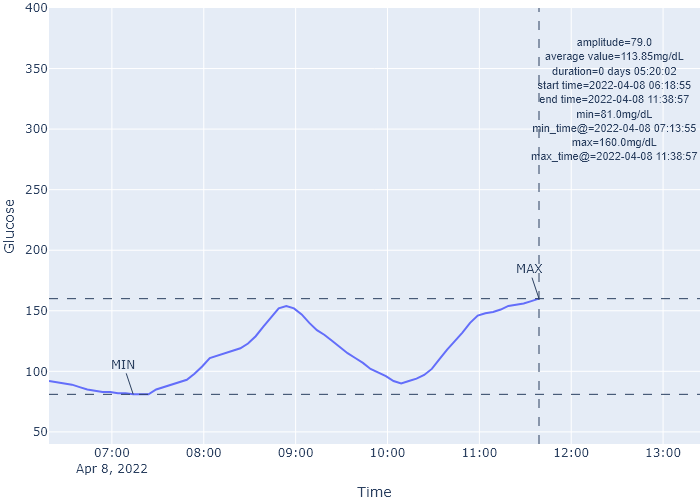 400
350
300
250
200
150
100
50
Glucose
amplitude=79.0
average value=113.85mg/dL
duration=0 days 05:20:02
start time=2022-04-08 06:18:55
end time=2022-04-08 11:38:57
min=81.0mg/dL
min_time@=2022-04-08 07:13:55
max=160.0mg/dL
max_time@=2022-04-08 11:38:57
MAX
MIN
07:00 08:00 09:00 10:00 11:00 12:00 13:00
Apr 8, 2022
Time